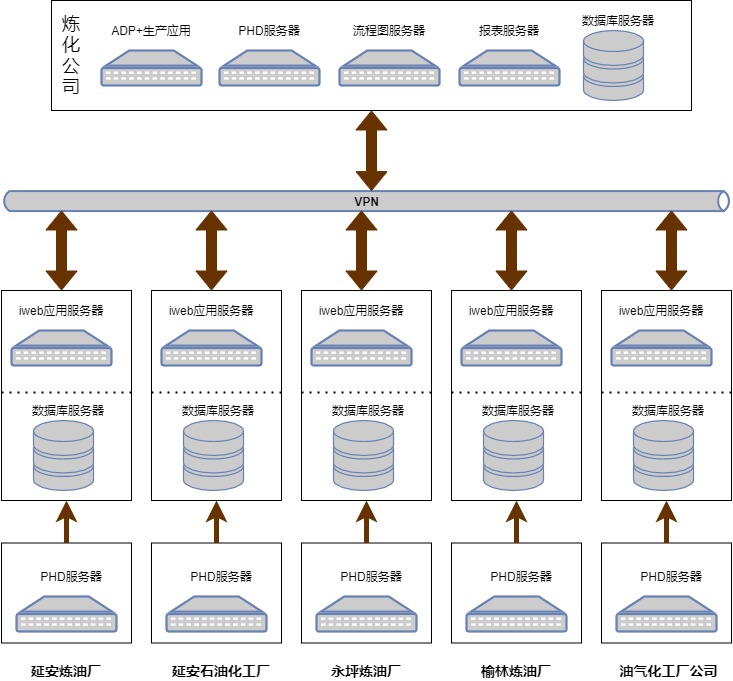 炼化公司
ADP+生产应用
PHD服务器
流程图服务器
报表服务器
数据库服务器
VPN
iweb应用服务器
iweb应用服务器
iweb应用服务器
iweb应用服务器
iweb应用服务器
数据库服务器
数据库服务器
数据库服务器
数据库服务器
数据库服务器
PHD服务器
PHD服务器
PHD服务器
PHD服务器
PHD服务器
延安炼油厂
延安石油化工厂
永坪炼油厂
榆林炼油厂
油气化工厂公司